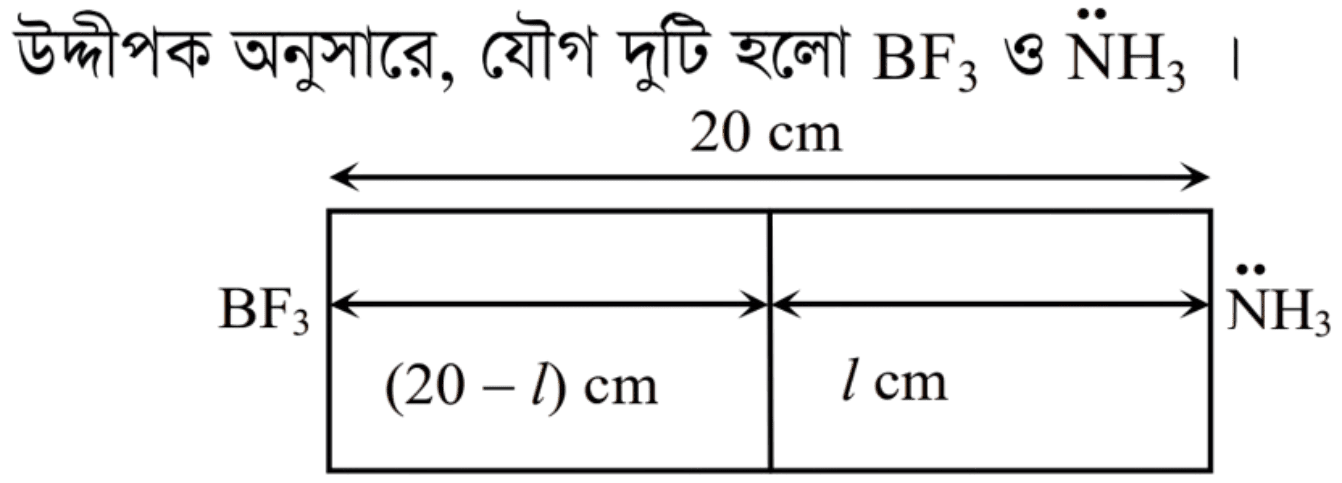 উদ্দীপক অনুসারে, যৌগ দুটি হলো BF₃ ও N̈H₃ ।
20 cm
BF₃ (20 – l) cm l cm N̈H₃